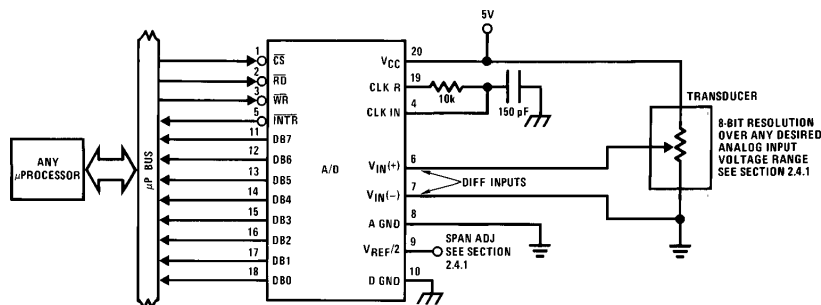 5V
1
CS
2
RD
3
WR
5
INTR
11
DB7
12
DB6
13
DB5
14
DB4
15
DB3
16
DB2
17
DB1
18
DB0
ANY
μPROCESSOR
μP BUS
A/D
20
VCC
19
CLK R
10k
4
CLK IN
150 pF
6
VIN(+)
DIFF INPUTS
7
VIN(−)
8
A GND
9
VREF/2
SPAN ADJ
SEE SECTION
2.4.1
10
D GND
TRANSDUCER
8-BIT RESOLUTION
OVER ANY DESIRED
ANALOG INPUT
VOLTAGE RANGE
SEE SECTION 2.4.1